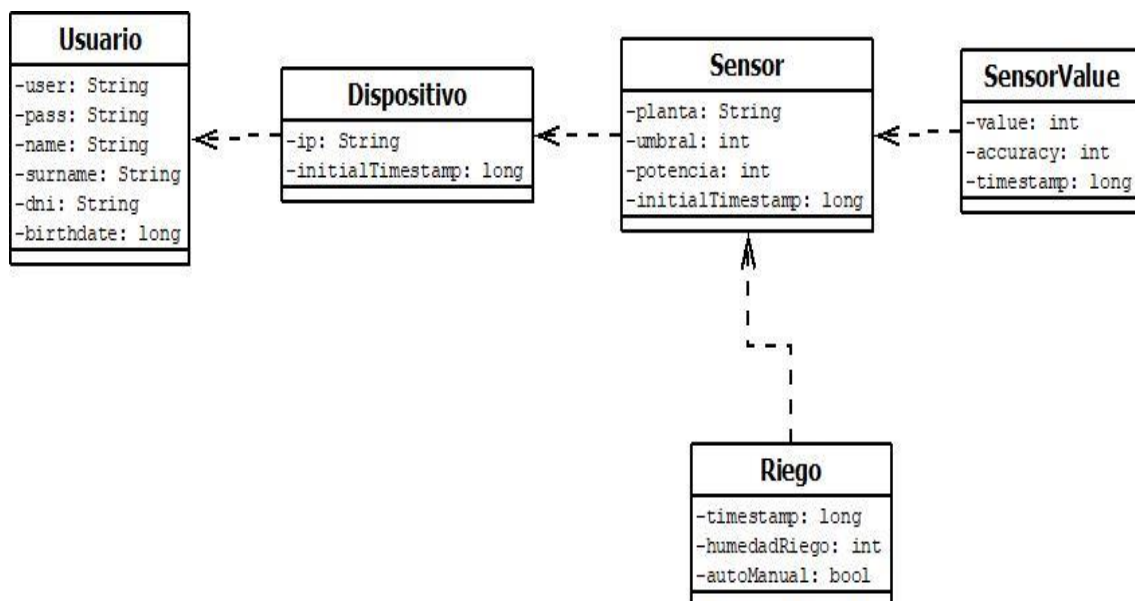 Usuario
-user: String
-pass: String
-name: String
-surname: String
-dni: String
-birthdate: long
Dispositivo
-ip: String
-initialTimestamp: long
Sensor
-planta: String
-umbral: int
-potencia: int
-initialTimestamp: long
SensorValue
-value: int
-accuracy: int
-timestamp: long
Riego
-timestamp: long
-humedadRiego: int
-autoManual: bool